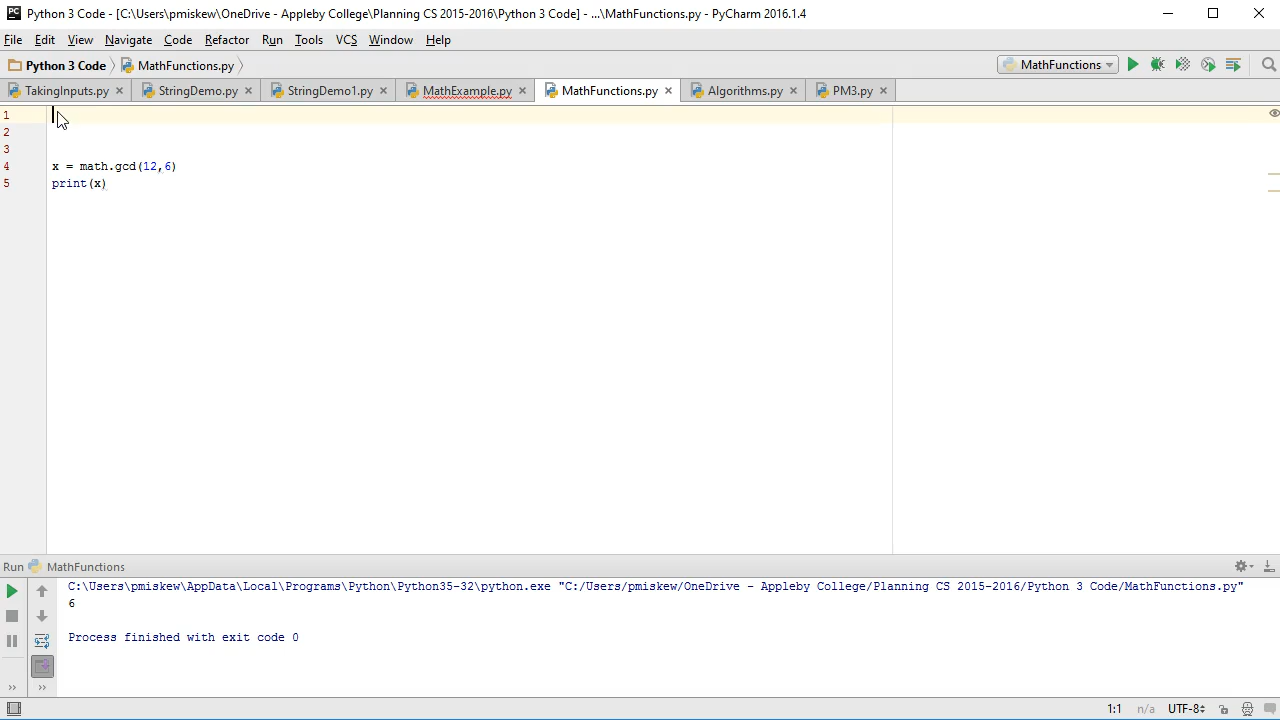 PC Python 3 Code - [C:\Users\pmiskew\OneDrive - Appleby College\Planning CS 2015-2016\Python 3 Code] - ...\MathFunctions.py - PyCharm 2016.1.4
File Edit View Navigate Code Refactor Run Tools VCS Window Help
Python 3 Code MathFunctions.py MathFunctions
TakingInputs.py StringDemo.py StringDemo1.py MathExample.py MathFunctions.py Algorithms.py PM3.py
1
2
3
4 x = math.gcd(12,6)
5 print(x)
Run MathFunctions
C:\Users\pmiskew\AppData\Local\Programs\Python\Python35-32\python.exe "C:/Users/pmiskew/OneDrive - Appleby College/Planning CS 2015-2016/Python 3 Code/MathFunctions.py"
6
Process finished with exit code 0
1:1 n/a UTF-8